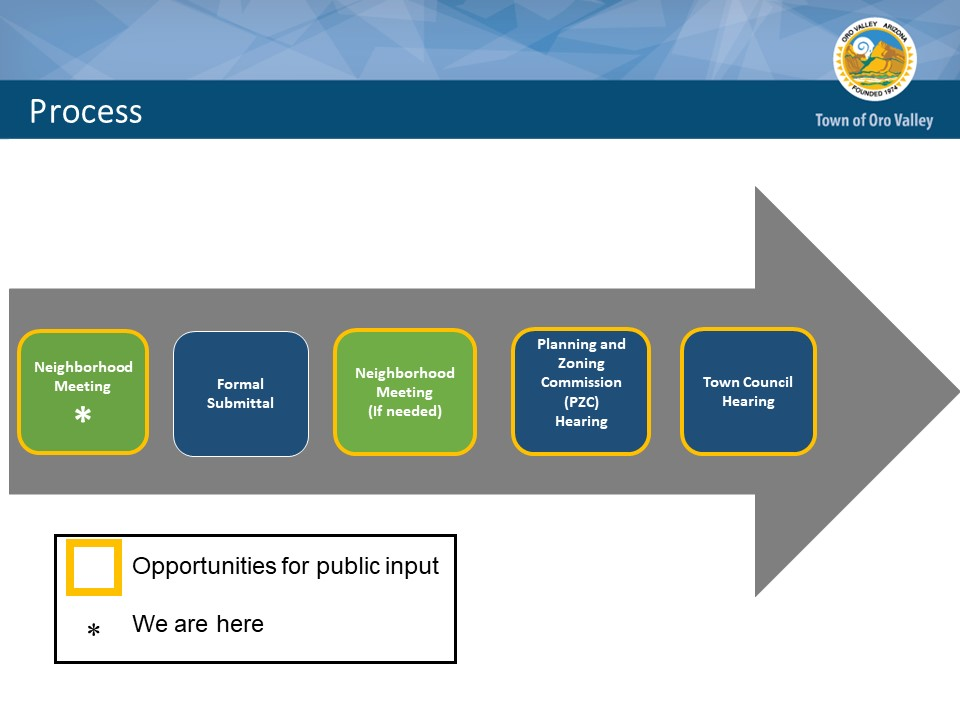 ORO VALLEY ARIZONA
FOUNDED 1974
Process
Town of Oro Valley
Neighborhood
Meeting
*
Formal
Submittal
Neighborhood
Meeting
(If needed)
Planning and
Zoning
Commission
(PZC)
Hearing
Town Council
Hearing
Opportunities for public input
* We are here